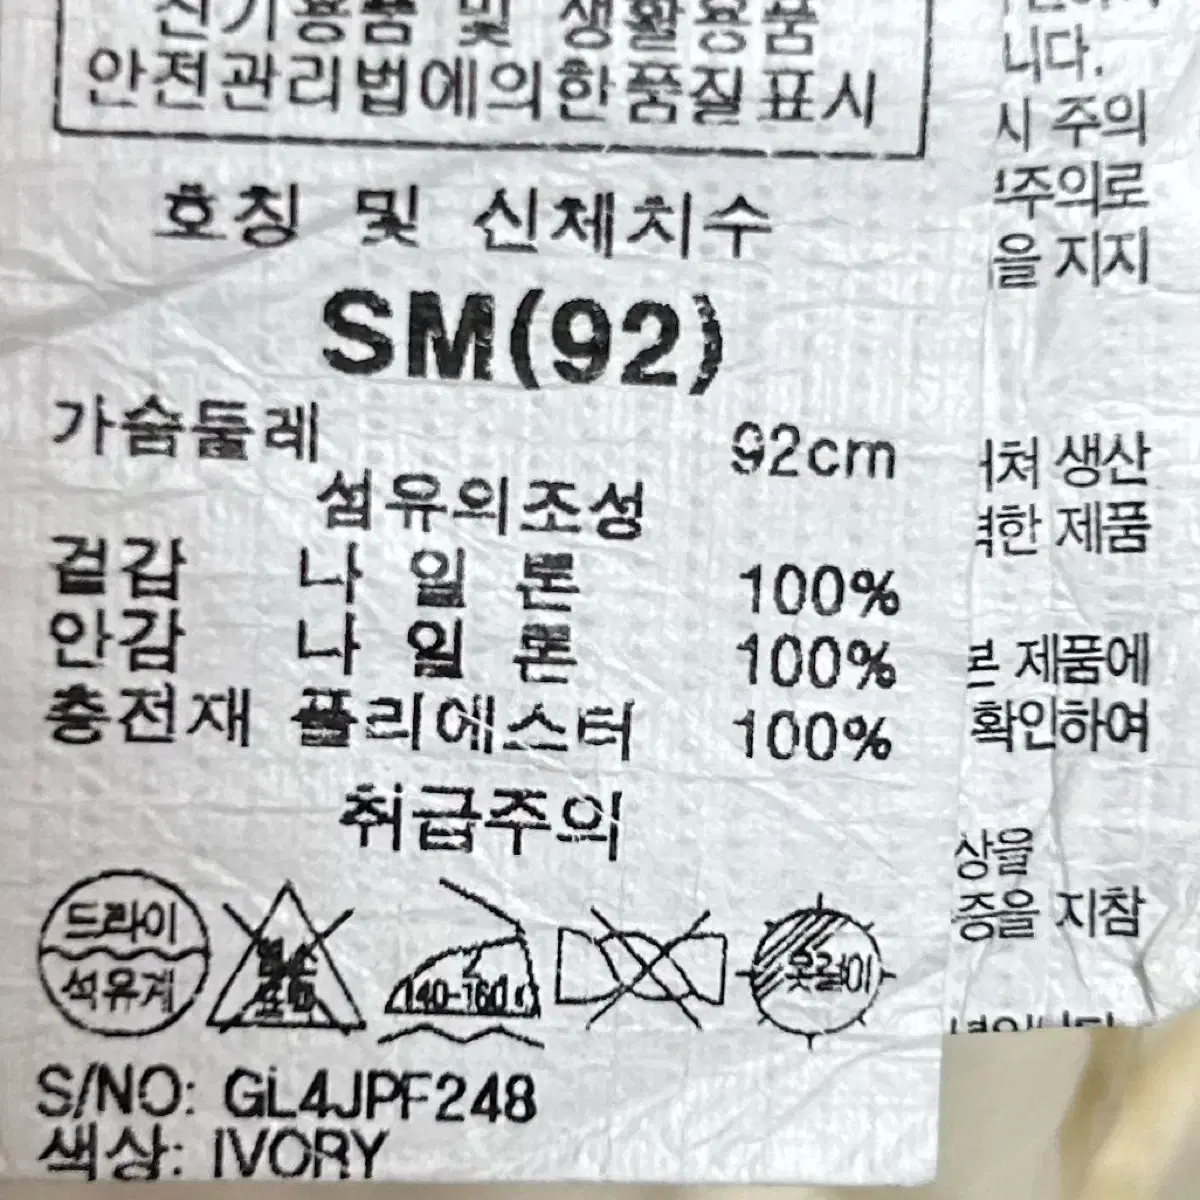 전기용품 및 생활용품
안전관리법에의한품질표시
호칭 및 신체치수
SM(92)
가슴둘레 92cm
섬유의조성
겉감 나 일 론 100%
안감 나 일 론 100%
충전재 폴리에스터 100%
취급주의
드라이
석유계
염소
표백
2
140-160℃
옷걸이
S/NO: GL4JPF248
색상: IVORY
니다.
시 주의
주의로
을 지지
생산
한 제품
제품에
확인하여
상을
증을 지참